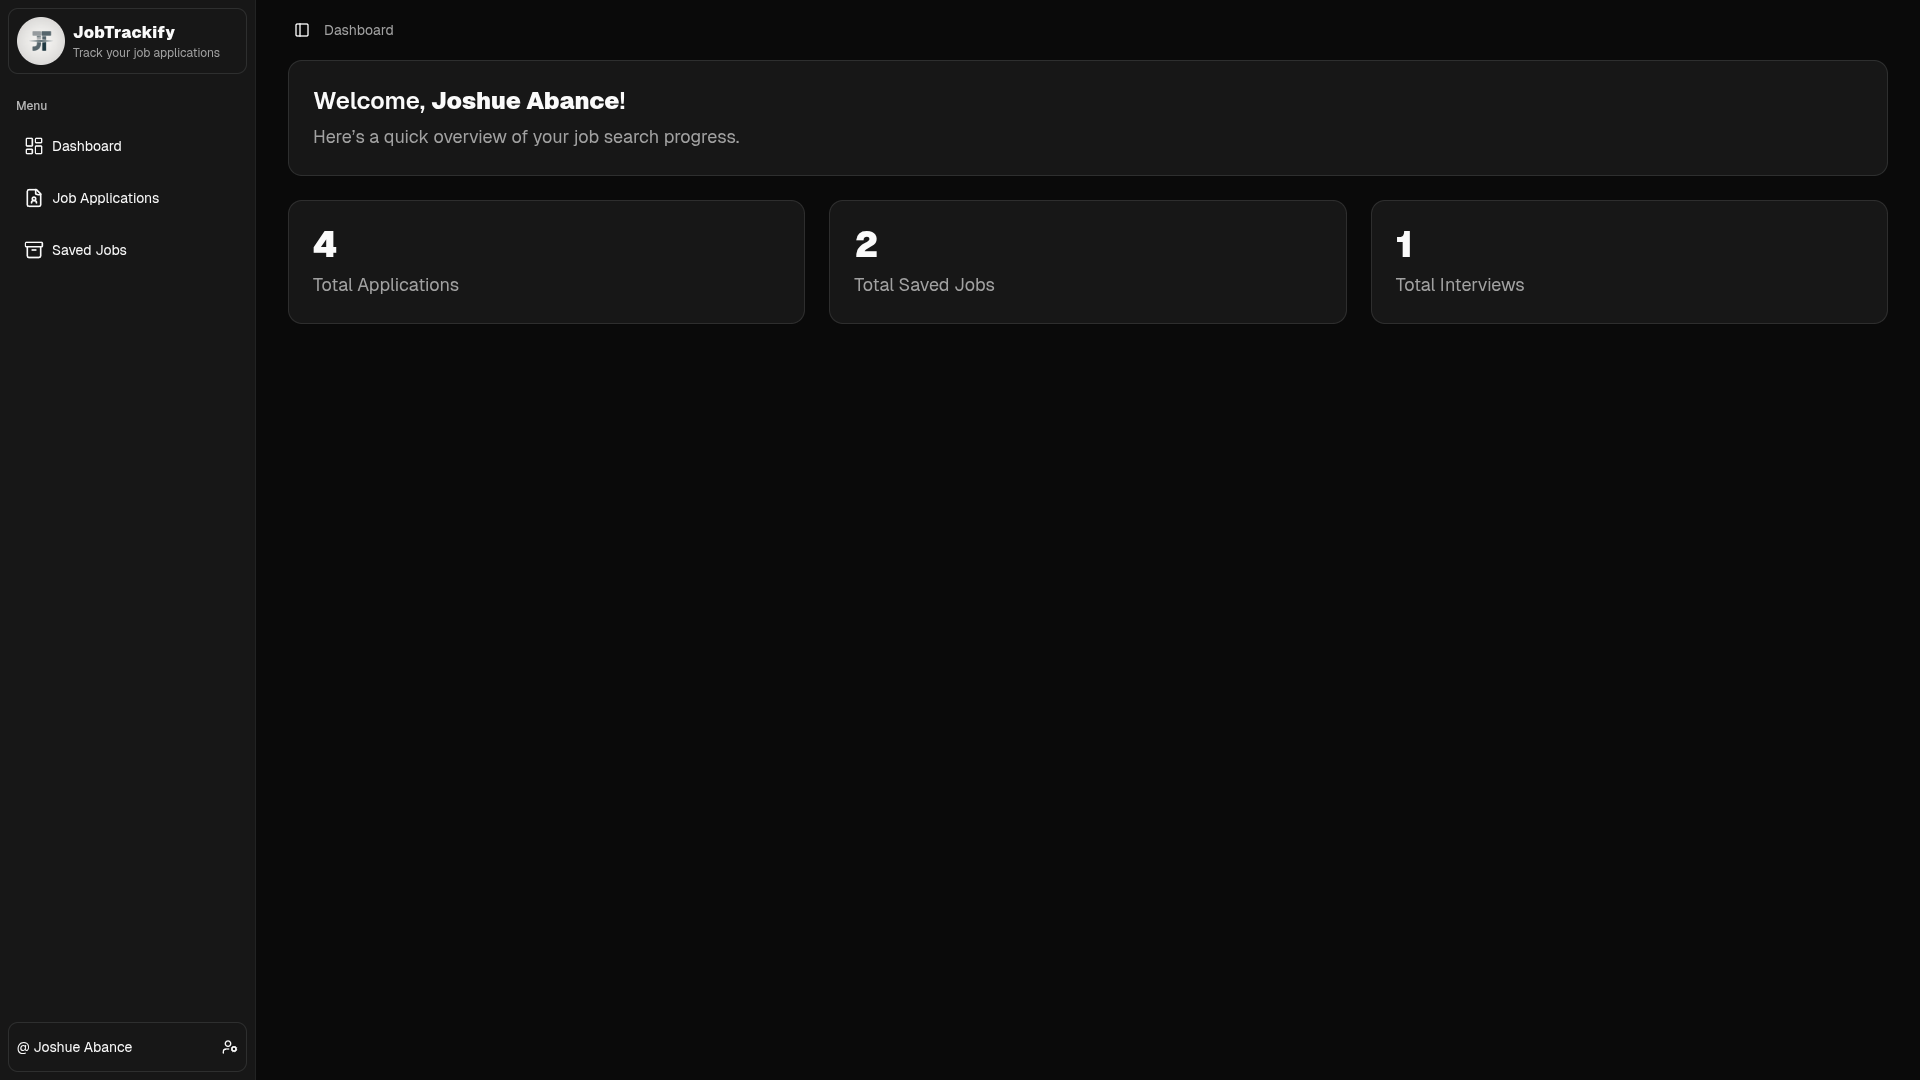 JobTrackify
Track your job applications
Menu
Dashboard
Job Applications
Saved Jobs
@ Joshue Abance
Dashboard
Welcome, Joshue Abance!
Here's a quick overview of your job search progress.
4
Total Applications
2
Total Saved Jobs
1
Total Interviews